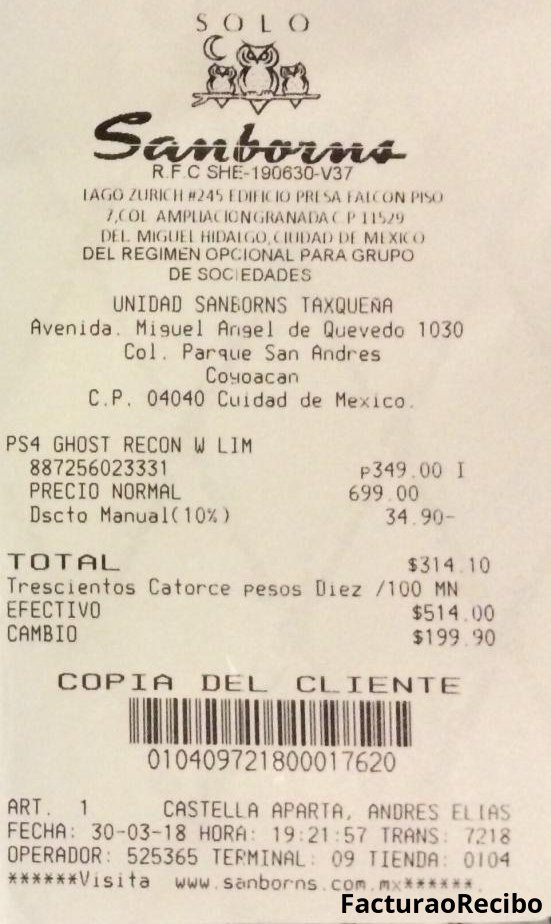 SOLO
Sanborns
R.F.C SHE-190630-V37
LAGO ZURICH #245 EDIFICIO PRESA FALCON PISO
7,COL. AMPLIACION GRANADA C.P 11529
DEL. MIGUEL HIDALGO, CIUDAD DE MEXICO
DEL REGIMEN OPCIONAL PARA GRUPO
DE SOCIEDADES
UNIDAD SANBORNS TAXQUEÑA
Avenida. Miguel Angel de Quevedo 1030
Col. Parque San Andres
Coyoacan
C.P. 04040 Cuidad de Mexico.
PS4 GHOST RECON W LIM
887256023331 P349.00 I
PRECIO NORMAL 699.00
Dscto Manual(10%) 34.90-
TOTAL $314.10
Trescientos Catorce pesos Diez /100 MN
EFECTIVO $514.00
CAMBIO $199.90
COPIA DEL CLIENTE
010409721800017620
ART. 1 CASTELLA APARTA, ANDRES ELIAS
FECHA: 30-03-18 HORA: 19:21:57 TRANS: 7218
OPERADOR: 525365 TERMINAL: 09 TIENDA: 0104
******Visita www.sanborns.com.mx******.
FacturaoRecibo